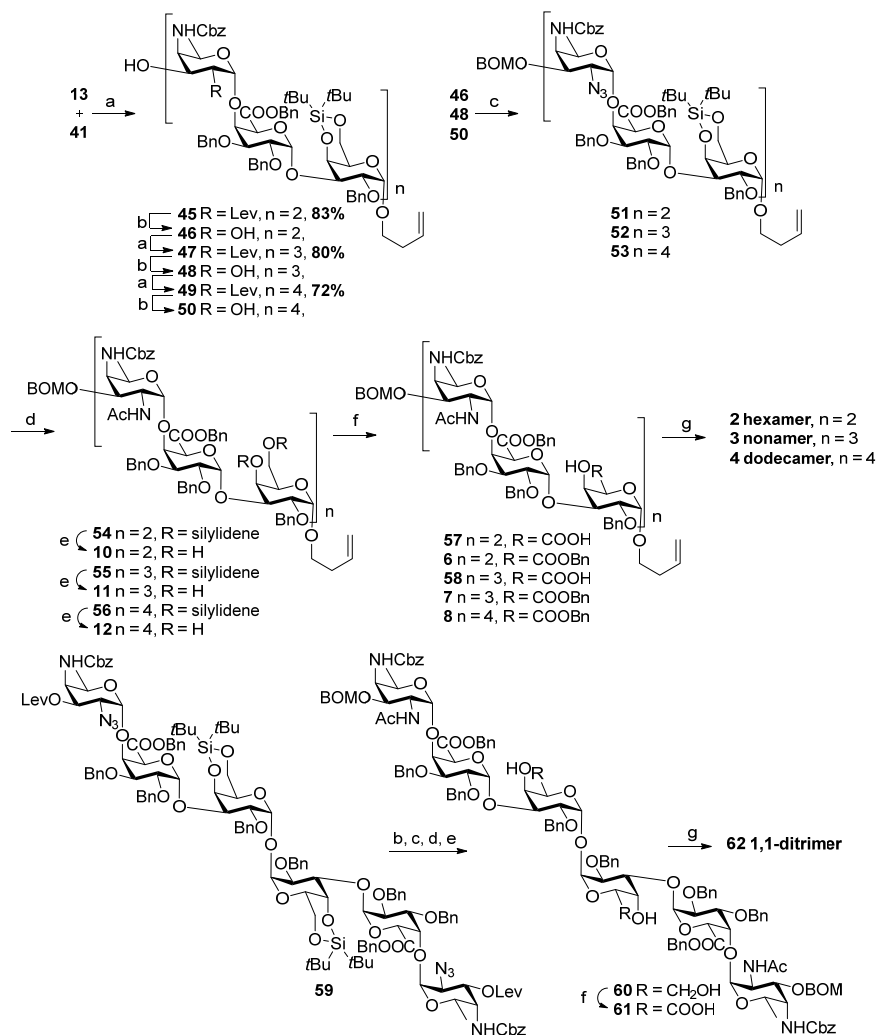 NHCbz
O
HO
R
O
COOBn
O
BnO
BnO
O
tBu
tBu
Si
O
O
O
BnO
n
O
13
+
41
a
b 45 R = Lev, n = 2, 83%
a 46 R = OH, n = 2,
b 47 R = Lev, n = 3, 80%
a 48 R = OH, n = 3,
b 49 R = Lev, n = 4, 72%
50 R = OH, n = 4,
46
48
50
c
NHCbz
O
BOMO
N3
O
COOBn
O
BnO
BnO
O
tBu
tBu
Si
O
O
O
BnO
n
O
51 n = 2
52 n = 3
53 n = 4
d
NHCbz
O
BOMO
AcHN
O
COOBn
O
BnO
BnO
O
OR
RO
O
BnO
n
O
e 54 n = 2, R = silylidene
10 n = 2, R = H
e 55 n = 3, R = silylidene
11 n = 3, R = H
e 56 n = 4, R = silylidene
12 n = 4, R = H
f
NHCbz
O
BOMO
AcHN
O
COOBn
O
BnO
BnO
O
HO
R
O
BnO
n
O
57 n = 2, R = COOH
6 n = 2, R = COOBn
58 n = 3, R = COOH
7 n = 3, R = COOBn
8 n = 4, R = COOBn
g
2 hexamer, n = 2
3 nonamer, n = 3
4 dodecamer, n = 4
NHCbz
O
LevO
N3
O
COOBn
O
BnO
BnO
O
tBu
tBu
Si
O
O
O
BnO
O
OBn
O
O
O
O
Si
tBu
tBu
OBn
O
OBn
BnOOC
O
N3
O
OLev
NHCbz
59
b, c, d, e
NHCbz
O
BOMO
AcHN
O
COOBn
O
BnO
BnO
O
HO
R
O
BnO
O
OBn
O
O
R
OH
OBn
O
OBn
BnOOC
O
NHAc
O
OBOM
NHCbz
f 60 R = CH2OH
61 R = COOH
g
62 1,1-ditrimer